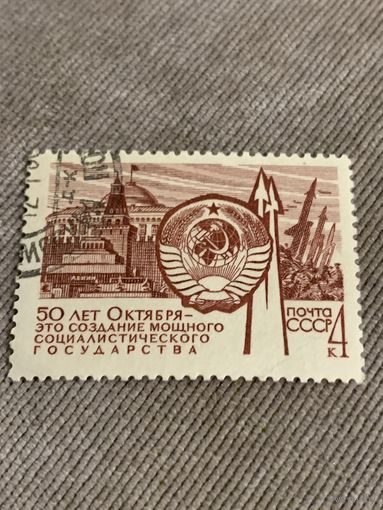 ЛЕНИН
50 ЛЕТ ОКТЯБРЯ-
ЭТО СОЗДАНИЕ МОЩНОГО
СОЦИАЛИСТИЧЕСКОГО
ГОСУДАРСТВА
ПОЧТА
СССР 4
К